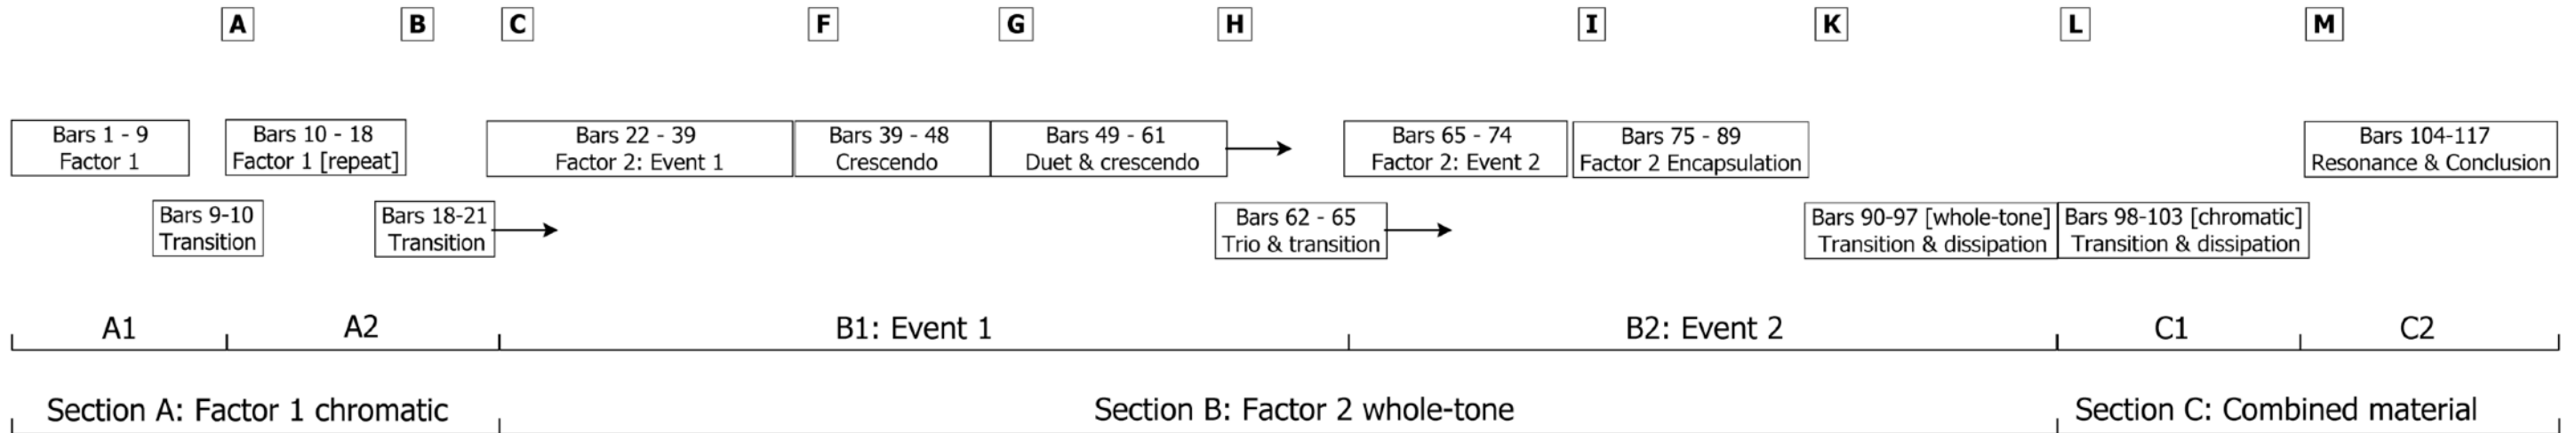 A B C F G H I K L M
Bars 1 - 9
Factor 1
Bars 10 - 18
Factor 1 [repeat]
Bars 22 - 39
Factor 2: Event 1
Bars 39 - 48
Crescendo
Bars 49 - 61
Duet & crescendo
Bars 65 - 74
Factor 2: Event 2
Bars 75 - 89
Factor 2 Encapsulation
Bars 104-117
Resonance & Conclusion
Bars 9-10
Transition
Bars 18-21
Transition
Bars 62 - 65
Trio & transition
Bars 90-97 [whole-tone]
Transition & dissipation
Bars 98-103 [chromatic]
Transition & dissipation
A1 A2 B1: Event 1 B2: Event 2 C1 C2
Section A: Factor 1 chromatic Section B: Factor 2 whole-tone Section C: Combined material